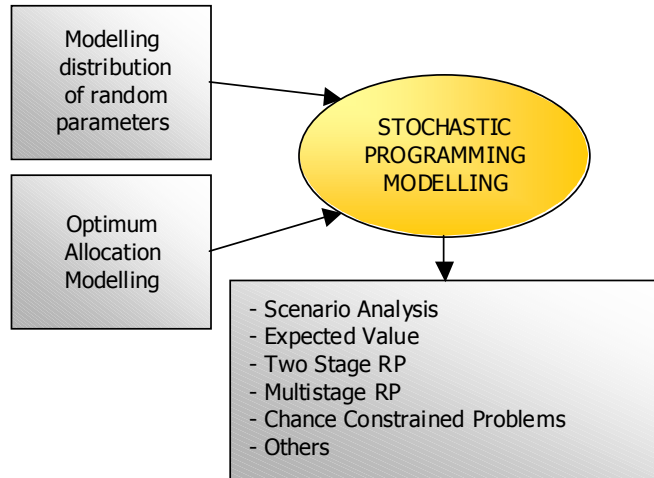 Modelling
distribution
of random
parameters
STOCHASTIC
PROGRAMMING
MODELLING
Optimum
Allocation
Modelling
- Scenario Analysis
- Expected Value
- Two Stage RP
- Multistage RP
- Chance Constrained Problems
- Others